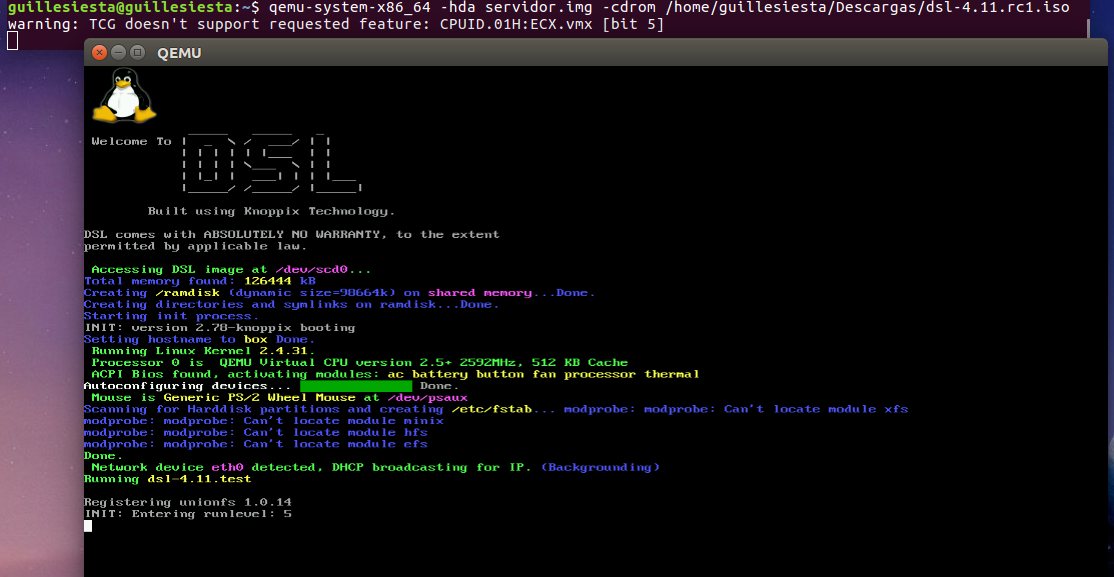 guillesiesta@guillesiesta:~$ qemu-system-x86_64 -hda servidor.img -cdrom /home/guillesiesta/Descargas/dsl-4.11.rc1.iso
warning: TCG doesn't support requested feature: CPUID.01H:ECX.vmx [bit 5]
QEMU
Welcome To DSL
Built using Knoppix Technology.
DSL comes with ABSOLUTELY NO WARRANTY, to the extent
permitted by applicable law.
Accessing DSL image at /dev/scd0...
Total memory found: 126444 kB
Creating /ramdisk (dynamic size=98664k) on shared memory...Done.
Creating directories and symlinks on ramdisk...Done.
Starting init process.
INIT: version 2.78-knoppix booting
Setting hostname to box Done.
Running Linux Kernel 2.4.31.
Processor 0 is  QEMU Virtual CPU version 2.5+ 2592MHz, 512 KB Cache
ACPI Bios found, activating modules: ac battery button fan processor thermal
Autoconfiguring devices... Done.
Mouse is Generic PS/2 Wheel Mouse at /dev/psaux
Scanning for Harddisk partitions and creating /etc/fstab... modprobe: modprobe: Can't locate module xfs
modprobe: modprobe: Can't locate module minix
modprobe: modprobe: Can't locate module hfs
modprobe: modprobe: Can't locate module efs
Done.
Network device eth0 detected, DHCP broadcasting for IP. (Backgrounding)
Running dsl-4.11.test
Registering unionfs 1.0.14
INIT: Entering runlevel: 5